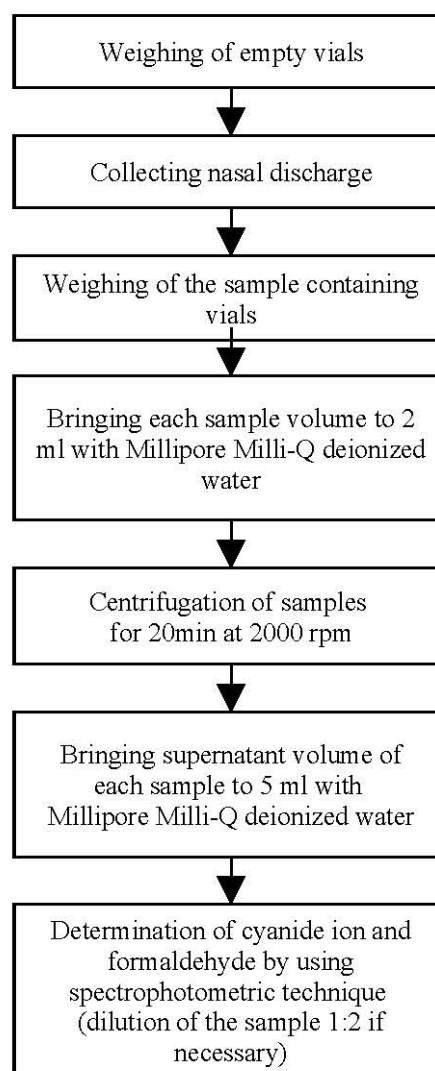 Weighing of empty vials
Collecting nasal discharge
Weighing of the sample containing
vials
Bringing each sample volume to 2
ml with Millipore Milli-Q deionized
water
Centrifugation of samples
for 20min at 2000 rpm
Bringing supernatant volume of
each sample to 5 ml with
Millipore Milli-Q deionized water
Determination of cyanide ion and
formaldehyde by using
spectrophotometric technique
(dilution of the sample 1:2 if
necessary)